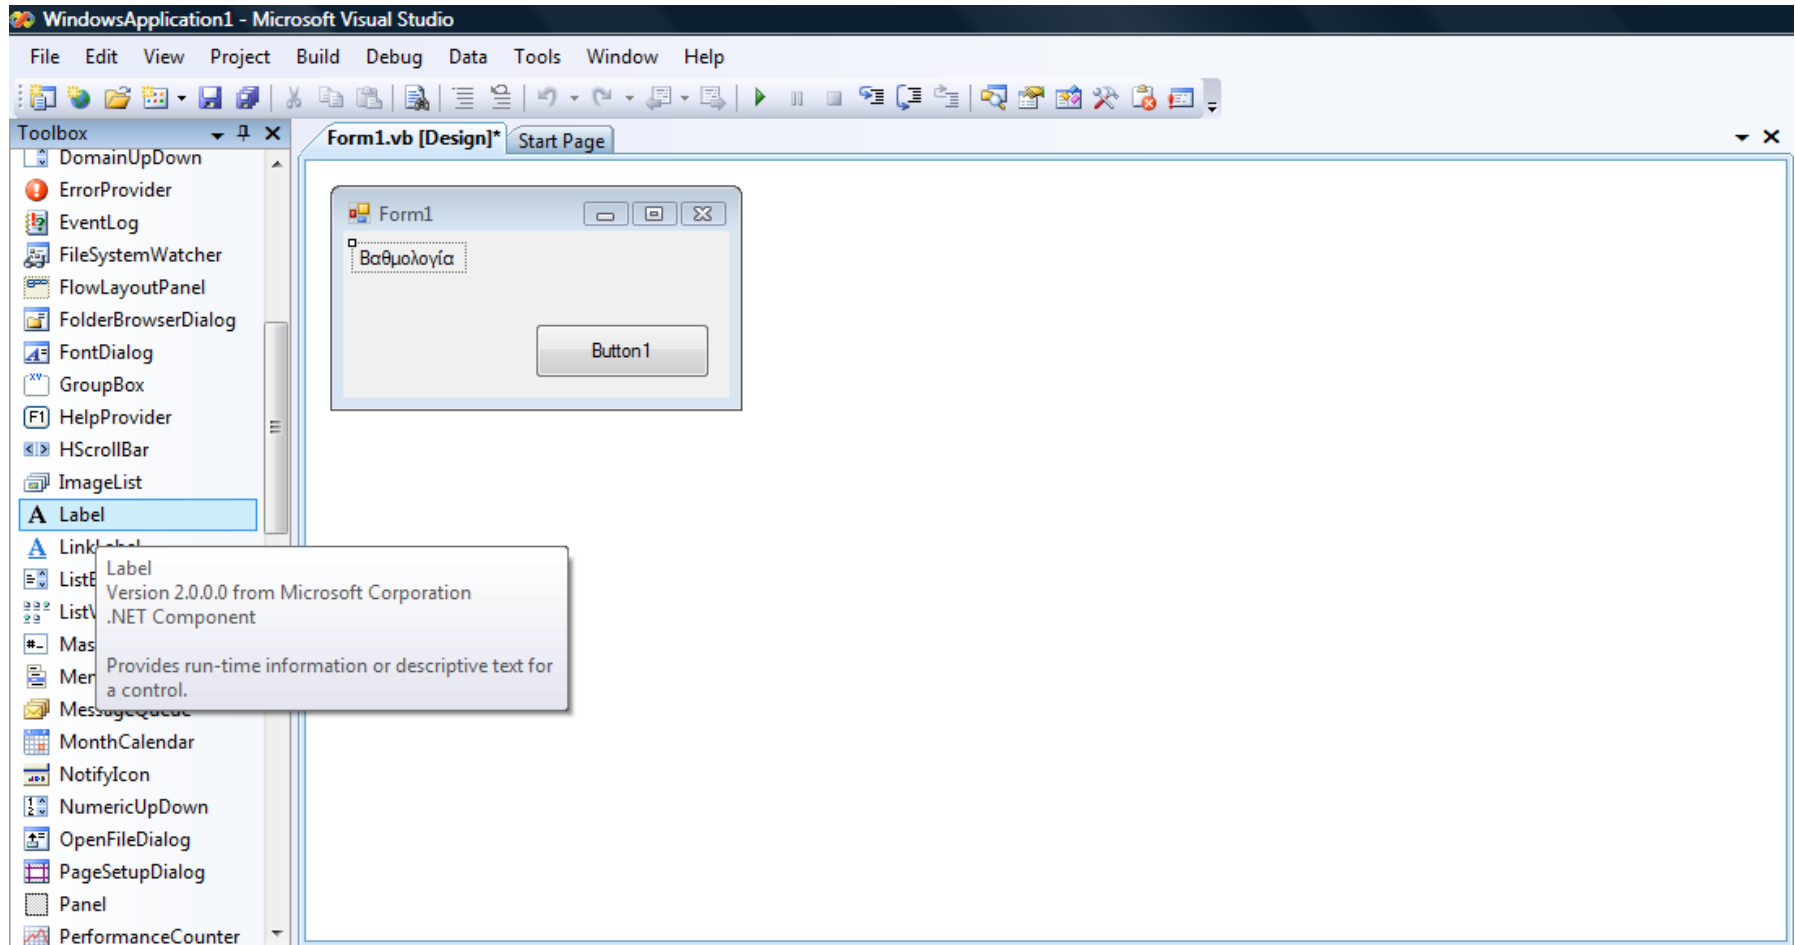 WindowsApplication1 - Microsoft Visual Studio
File Edit View Project Build Debug Data Tools Window Help
Toolbox
DomainUpDown
ErrorProvider
EventLog
FileSystemWatcher
FlowLayoutPanel
FolderBrowserDialog
FontDialog
GroupBox
HelpProvider
HScrollBar
ImageList
Label
MonthCalendar
NotifyIcon
NumericUpDown
OpenFileDialog
PageSetupDialog
Panel
PerformanceCounter
Label
Version 2.0.0.0 from Microsoft Corporation
.NET Component
Provides run-time information or descriptive text for
a control.
Form1.vb [Design]* Start Page
Form1
Βαθμολογία
Button1